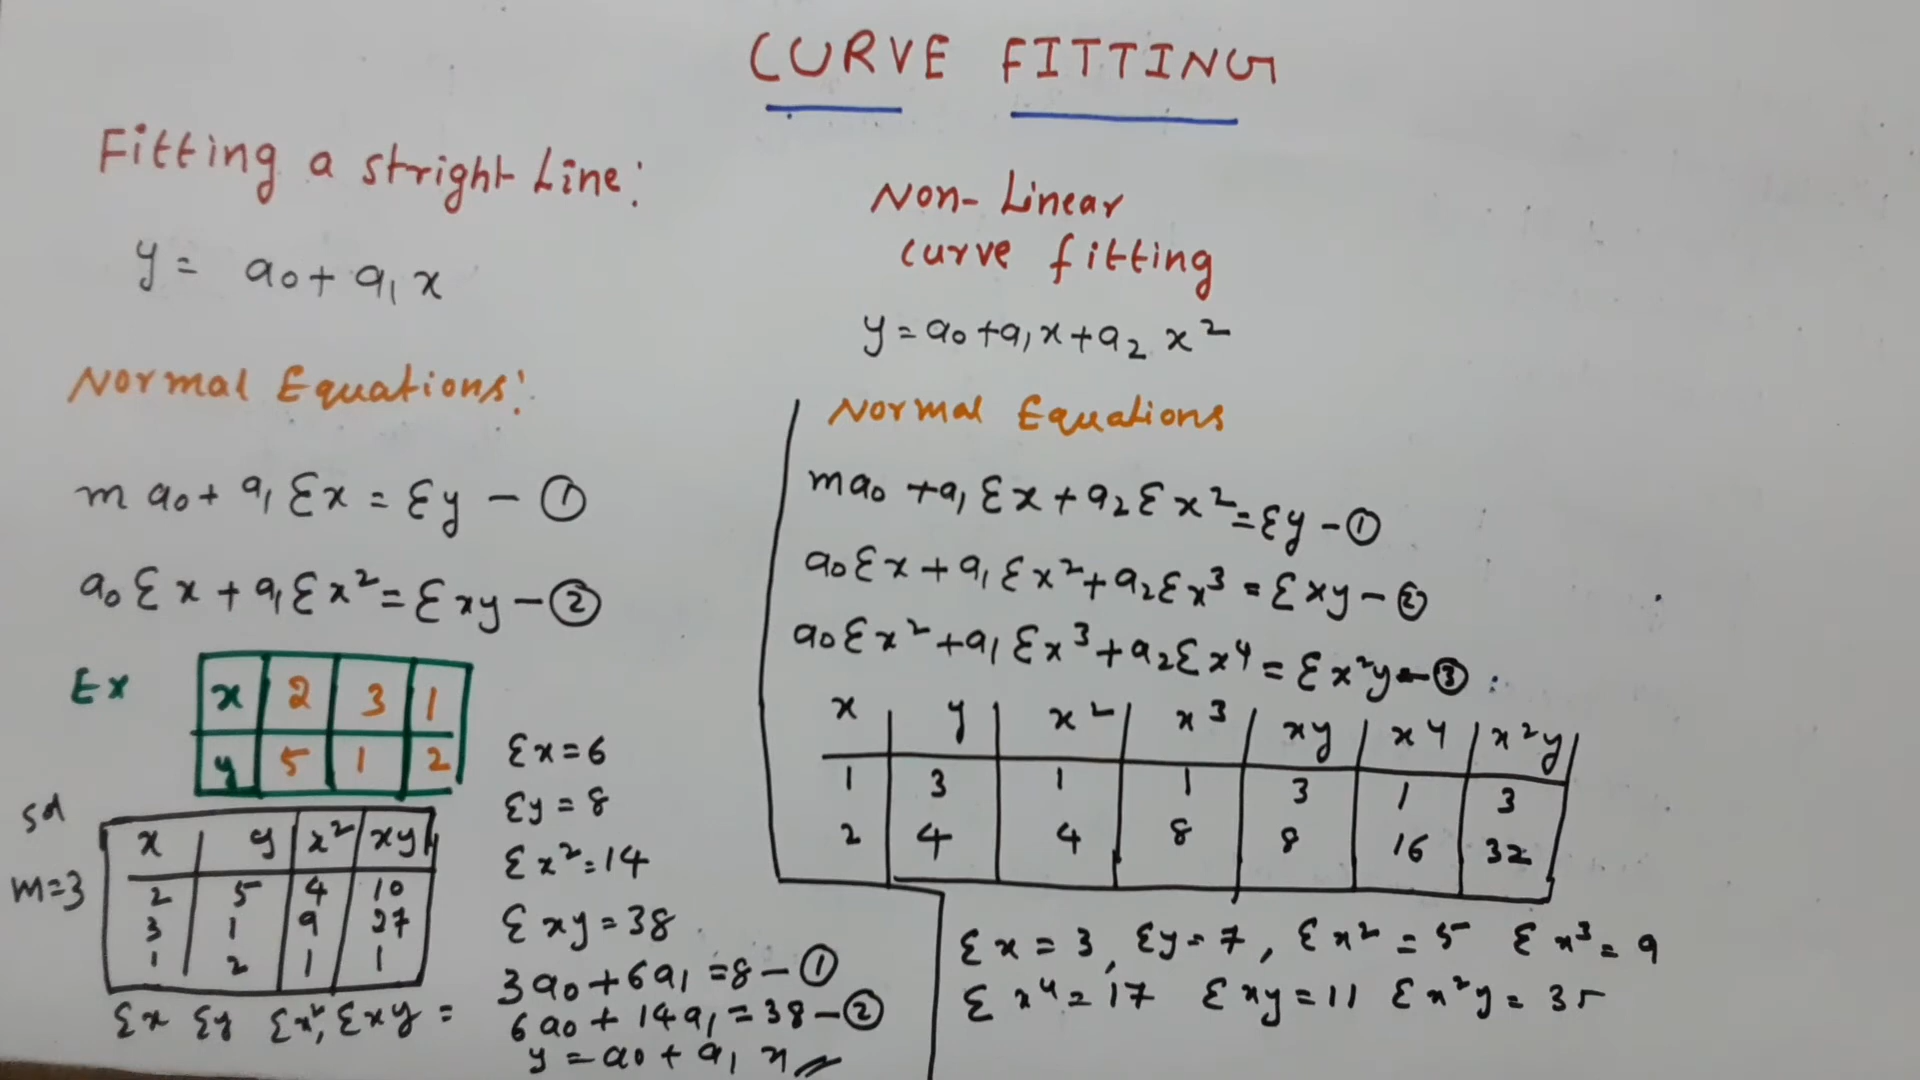 CURVE FITTING
Fitting a stright Line:
y = a0 + a1 x
Normal Equations:
m a0 + a1 Σx = Σy - ①
a0 Σx + a1 Σx² = Σxy - ②
Ex
x 2 3 1
y 5 1 2
sol
m=3
x y x² xy
2 5 4 10
3 1 9 27
1 2 1 1
Σx Σy Σx², Σxy =
Σx = 6
Σy = 8
Σx² = 14
Σxy = 38
3a0 + 6a1 = 8 - ①
6a0 + 14a1 = 38 - ②
y = a0 + a1 x
Non-Linear
curve fitting
y = a0 + a1 x + a2 x²
Normal Equations
ma0 + a1 Σx + a2 Σx² = Σy - ①
a0 Σx + a1 Σx² + a2 Σx³ = Σxy - ②
a0 Σx² + a1 Σx³ + a2 Σx⁴ = Σx²y - ③
x y x² x³ xy x⁴ x²y
1 3 1 1 3 1 3
2 4 4 8 8 16 32
Σx = 3, Σy = 7, Σx² = 5 Σx³ = 9
Σx⁴ = 17 Σxy = 11 Σx²y = 35